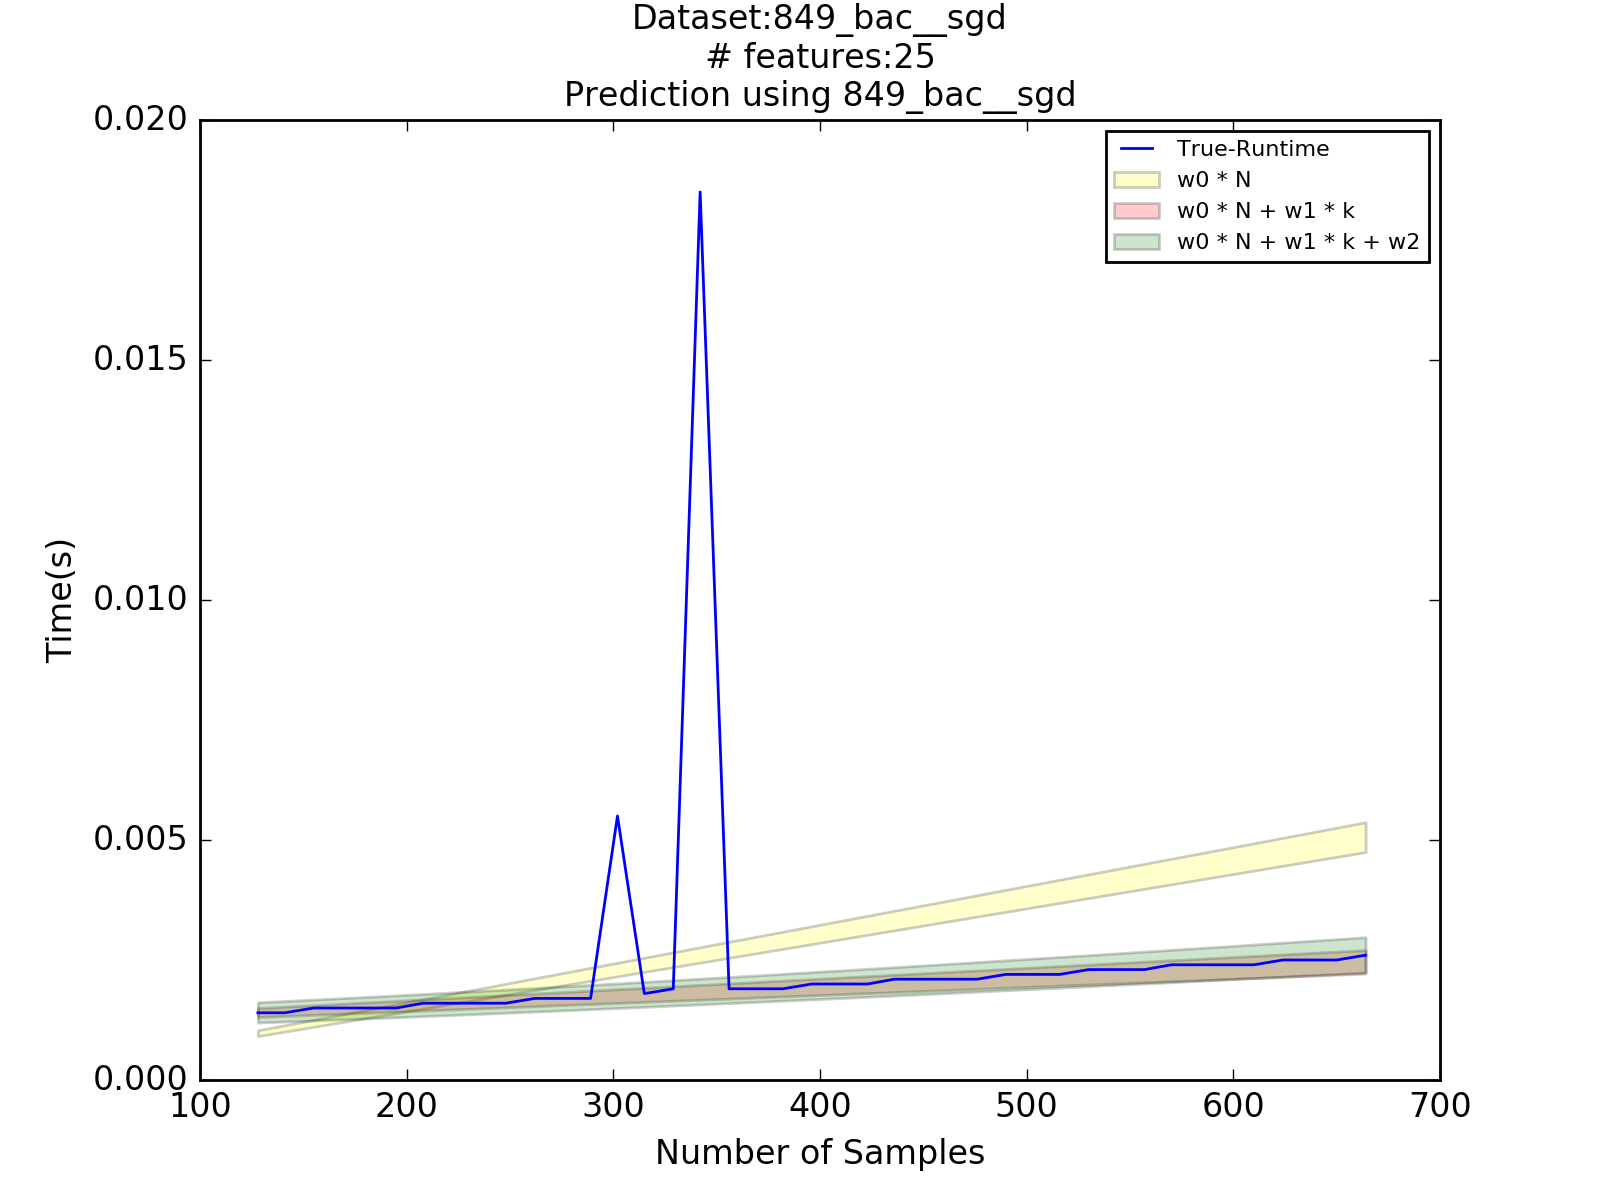 Dataset:849_bac__sgd
# features:25
Prediction using 849_bac__sgd
0.020
0.015
0.010
0.005
0.000
Time(s)
True-Runtime
w0 * N
w0 * N + w1 * k
w0 * N + w1 * k + w2
100 200 300 400 500 600 700
Number of Samples